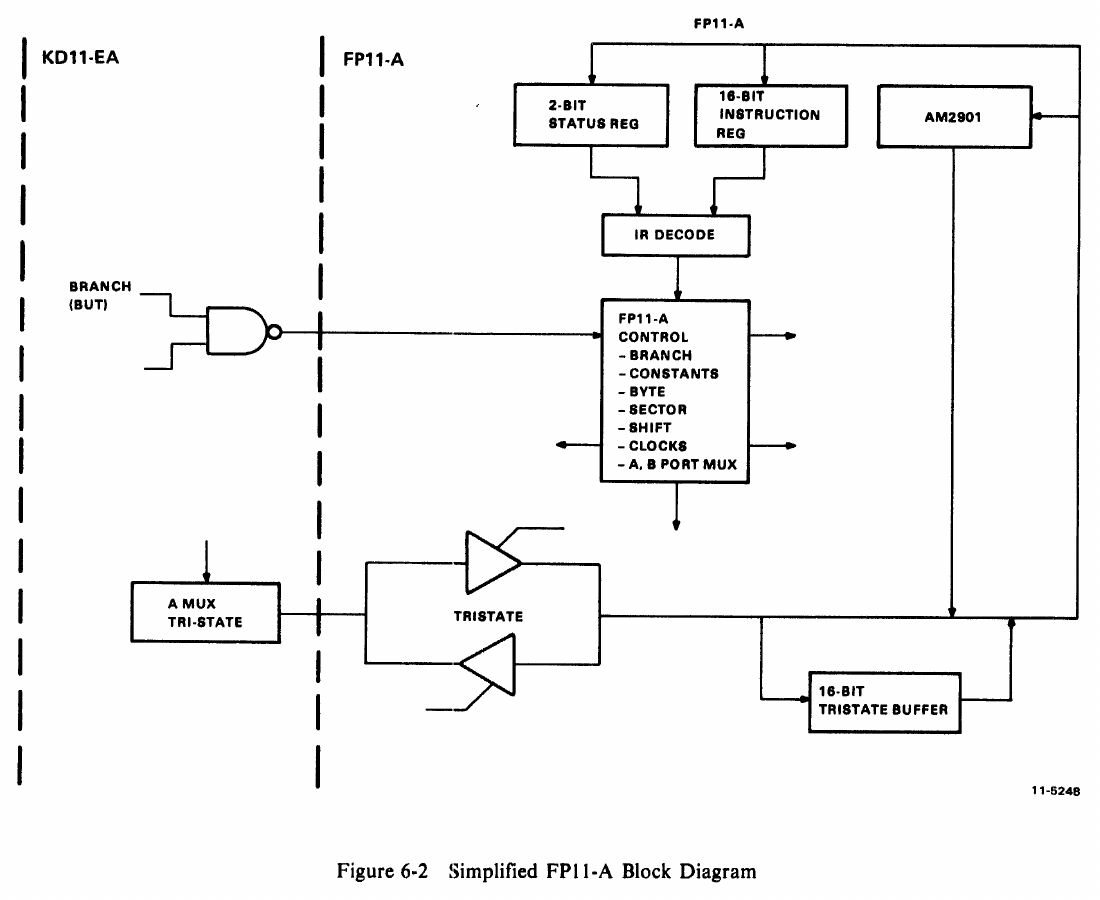 FP11-A
KD11-EA
FP11-A
2-BIT
STATUS REG
16-BIT
INSTRUCTION
REG
AM2901
IR DECODE
BRANCH
(BUT)
FP11-A
CONTROL
- BRANCH
- CONSTANTS
- BYTE
- SECTOR
- SHIFT
- CLOCKS
- A, B PORT MUX
A MUX
TRI-STATE
TRISTATE
16-BIT
TRISTATE BUFFER
11-5248
Figure 6-2 Simplified FP11-A Block Diagram